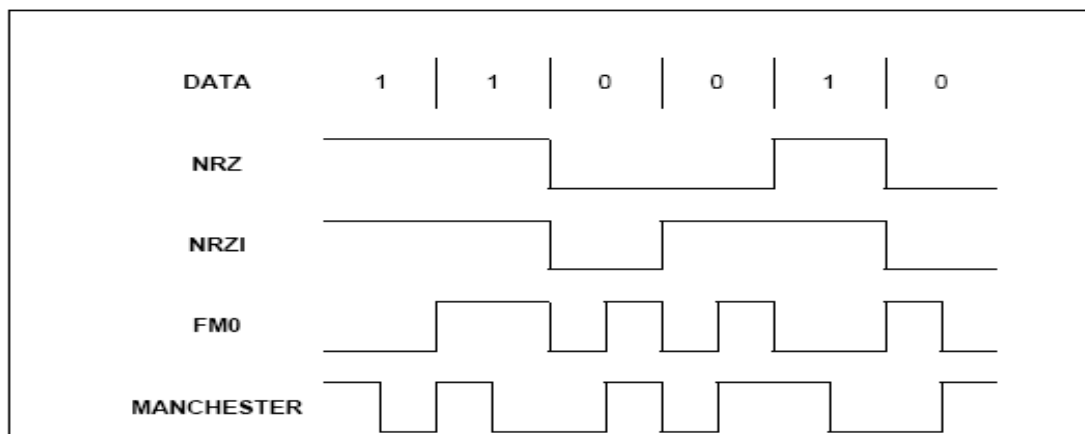 DATA 1 1 0 0 1 0
NRZ
NRZI
FM0
MANCHESTER